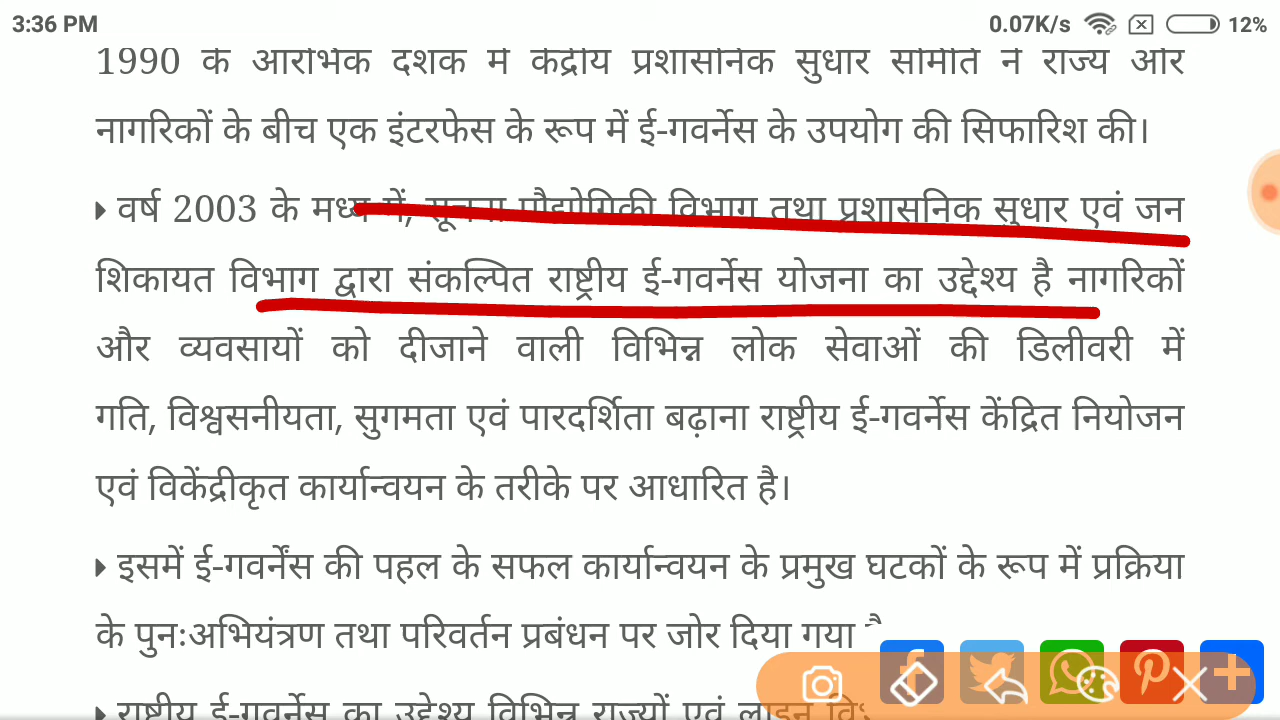 3:36 PM 0.07K/s 12%
1990 के आरंभिक दशक में केंद्रीय प्रशासनिक सुधार समिति ने राज्य और
नागरिकों के बीच एक इंटरफेस के रूप में ई-गवर्नेस के उपयोग की सिफारिश की।
वर्ष 2003 के मध्य में, सूचना प्रौद्योगिकी विभाग तथा प्रशासनिक सुधार एवं जन
शिकायत विभाग द्वारा संकल्पित राष्ट्रीय ई-गवर्नेस योजना का उद्देश्य है नागरिकों
और व्यवसायों को दीजाने वाली विभिन्न लोक सेवाओं की डिलीवरी में
गति, विश्वसनीयता, सुगमता एवं पारदर्शिता बढ़ाना राष्ट्रीय ई-गवर्नेस केंद्रित नियोजन
एवं विकेंद्रीकृत कार्यान्वयन के तरीके पर आधारित है।
इसमें ई-गवर्नेंस की पहल के सफल कार्यान्वयन के प्रमुख घटकों के रूप में प्रक्रिया
के पुनःअभियंत्रण तथा परिवर्तन प्रबंधन पर जोर दिया गया
राष्ट्रीय ई-गवर्नेस का उद्देश्य विभिन्न राज्यों एवं लाइन